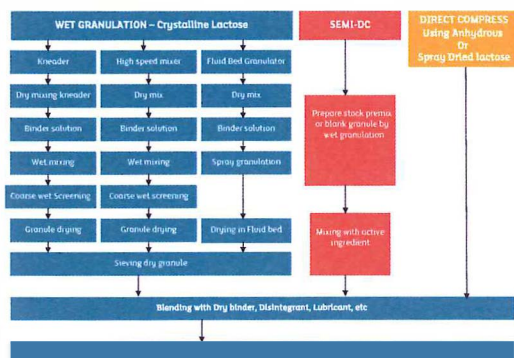 WET GRANULATION – Crystalline Lactose
SEMI-DC
DIRECT COMPRESS
Using Anhydrous
Or
Spray Dried lactose
Kneader
High speed mixer
Fluid Bed Granulator
Dry mixing kneader
Dry mix
Dry mix
Binder solution
Binder solution
Binder solution
Prepare stock premix
or blank granule by
wet granulation
Wet mixing
Wet mixing
Spray granulation
Coarse wet Screening
Coarse wet screening
Granule drying
Granule drying
Drying in Fluid bed
Mixing with active
ingredient
Sieving dry granule
Blending with Dry binder, Disintegrant, Lubricant, etc